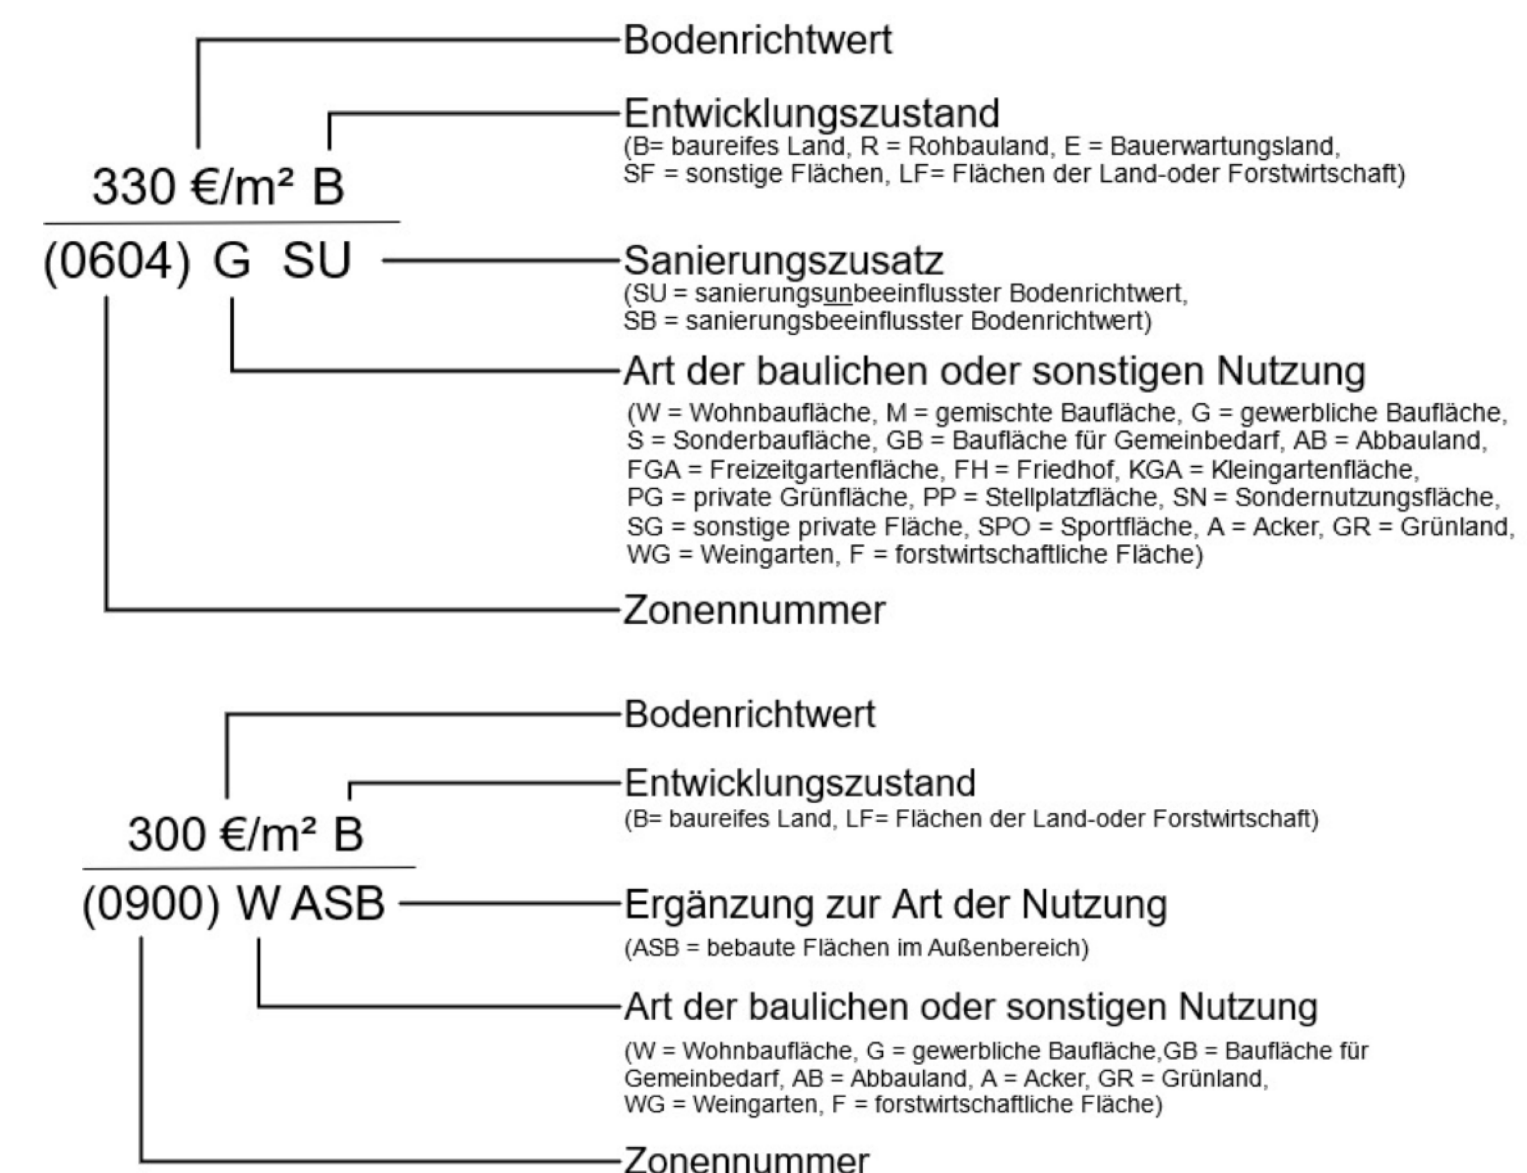 Bodenrichtwert
Entwicklungszustand
(B= baureifes Land, R = Rohbauland, E = Bauerwartungsland,
SF = sonstige Flächen, LF= Flächen der Land-oder Forstwirtschaft)
330 €/m² B
(0604) G SU
Sanierungszusatz
(SU = sanierungsunbeeinflusster Bodenrichtwert,
SB = sanierungsbeeinflusster Bodenrichtwert)
Art der baulichen oder sonstigen Nutzung
(W = Wohnbaufläche, M = gemischte Baufläche, G = gewerbliche Baufläche,
S = Sonderbaufläche, GB = Baufläche für Gemeinbedarf, AB = Abbauland,
FGA = Freizeitgartenfläche, FH = Friedhof, KGA = Kleingartenfläche,
PG = private Grünfläche, PP = Stellplatzfläche, SN = Sondernutzungsfläche,
SG = sonstige private Fläche, SPO = Sportfläche, A = Acker, GR = Grünland,
WG = Weingarten, F = forstwirtschaftliche Fläche)
Zonennummer
Bodenrichtwert
Entwicklungszustand
(B= baureifes Land, LF= Flächen der Land-oder Forstwirtschaft)
300 €/m² B
(0900) W ASB
Ergänzung zur Art der Nutzung
(ASB = bebaute Flächen im Außenbereich)
Art der baulichen oder sonstigen Nutzung
(W = Wohnbaufläche, G = gewerbliche Baufläche,GB = Baufläche für
Gemeinbedarf, AB = Abbauland, A = Acker, GR = Grünland,
WG = Weingarten, F = forstwirtschaftliche Fläche)
Zonennummer